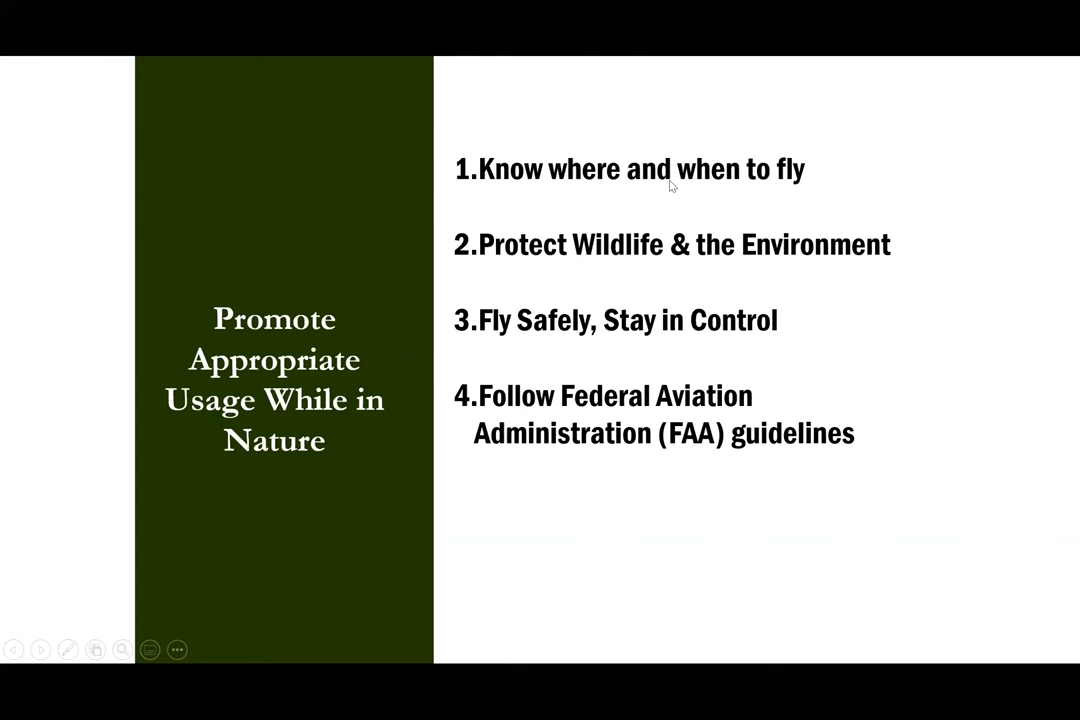 Promote
Appropriate
Usage While in
Nature
1.Know where and when to fly
2.Protect Wildlife & the Environment
3.Fly Safely, Stay in Control
4.Follow Federal Aviation
Administration (FAA) guidelines